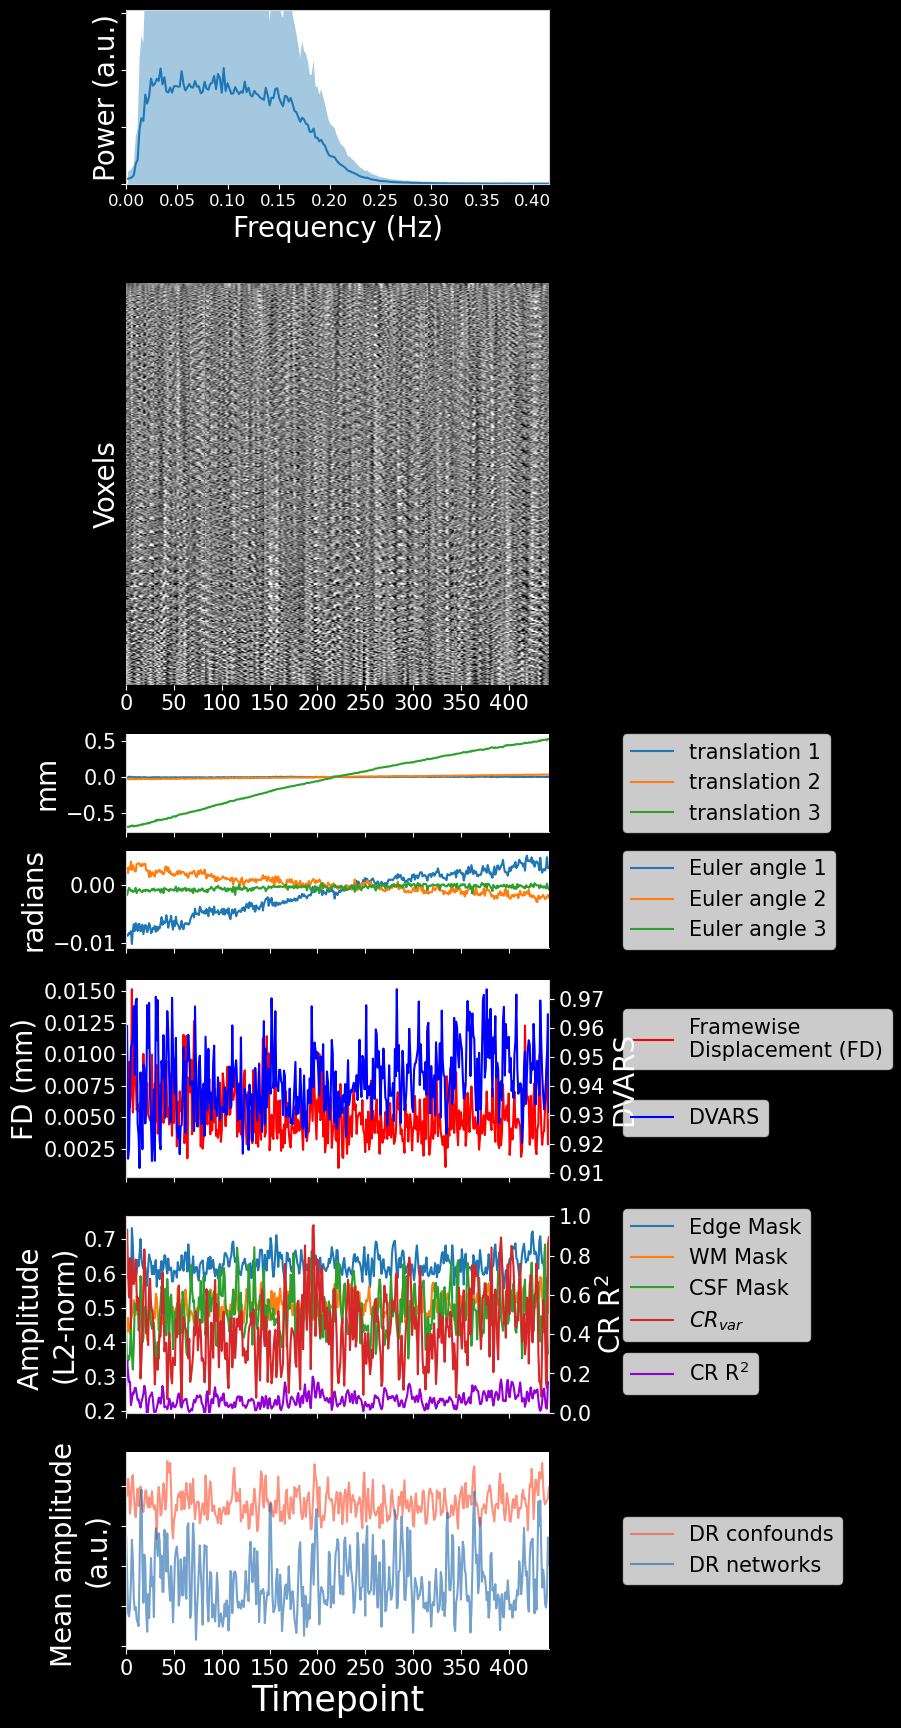 Power (a.u.)
0.00 0.05 0.10 0.15 0.20 0.25 0.30 0.35 0.40
Frequency (Hz)
Voxels
0 50 100 150 200 250 300 350 400
mm
0.5
0.0
−0.5
translation 1
translation 2
translation 3
radians
0.00
−0.01
Euler angle 1
Euler angle 2
Euler angle 3
FD (mm)
0.0150
0.0125
0.0100
0.0075
0.0050
0.0025
0.97
0.96
0.95
0.94
0.93
0.92
0.91
DVARS
Framewise
Displacement (FD)
DVARS
Amplitude
(L2-norm)
0.7
0.6
0.5
0.4
0.3
0.2
1.0
0.8
0.6
0.4
0.2
0.0
CR R²
Edge Mask
WM Mask
CSF Mask
CR_var
CR R²
Mean amplitude
(a.u.)
DR confounds
DR networks
0 50 100 150 200 250 300 350 400
Timepoint